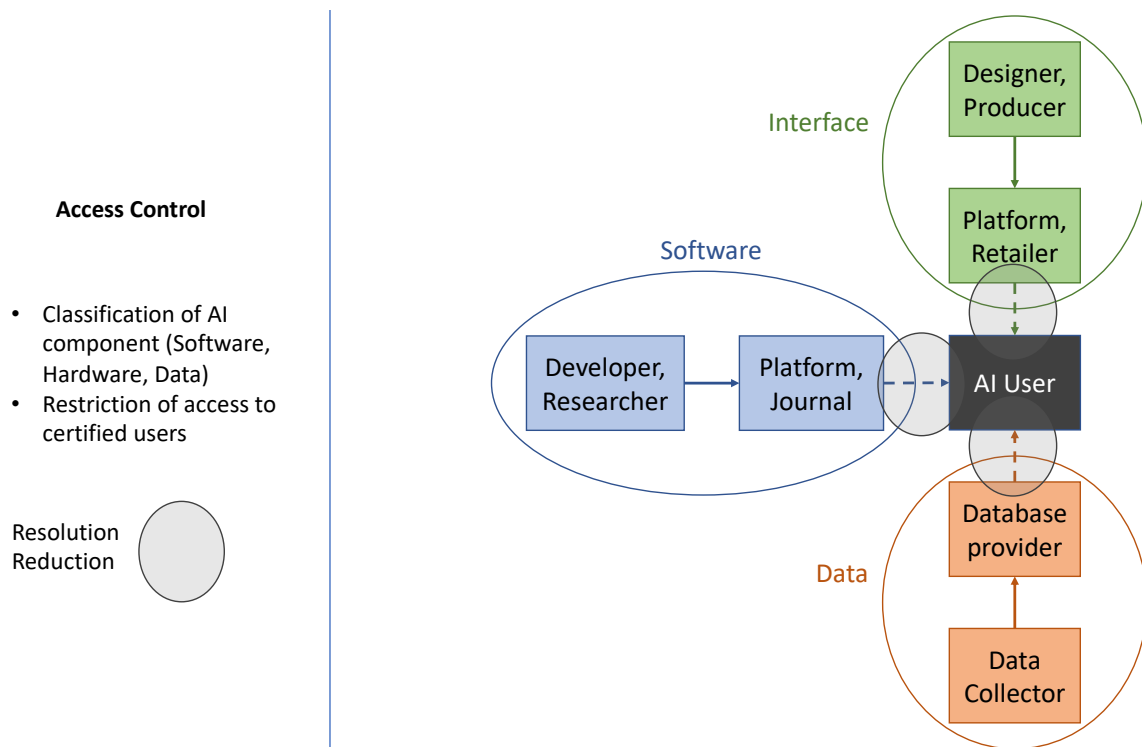 Access Control
• Classification of AI
component (Software,
Hardware, Data)
• Restriction of access to
certified users
Resolution
Reduction
Interface
Designer,
Producer
Platform,
Retailer
Software
Developer,
Researcher
Platform,
Journal
AI User
Database
provider
Data
Data
Collector